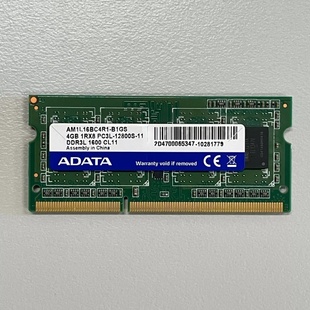 AM1L16BC4R1-B1GS
4GB 1RX8 PC3L-12800S-11
DDR3L 1600 CL11
Assembly in China
ADATA
Warranty void if removed
7D4700065347-10281779